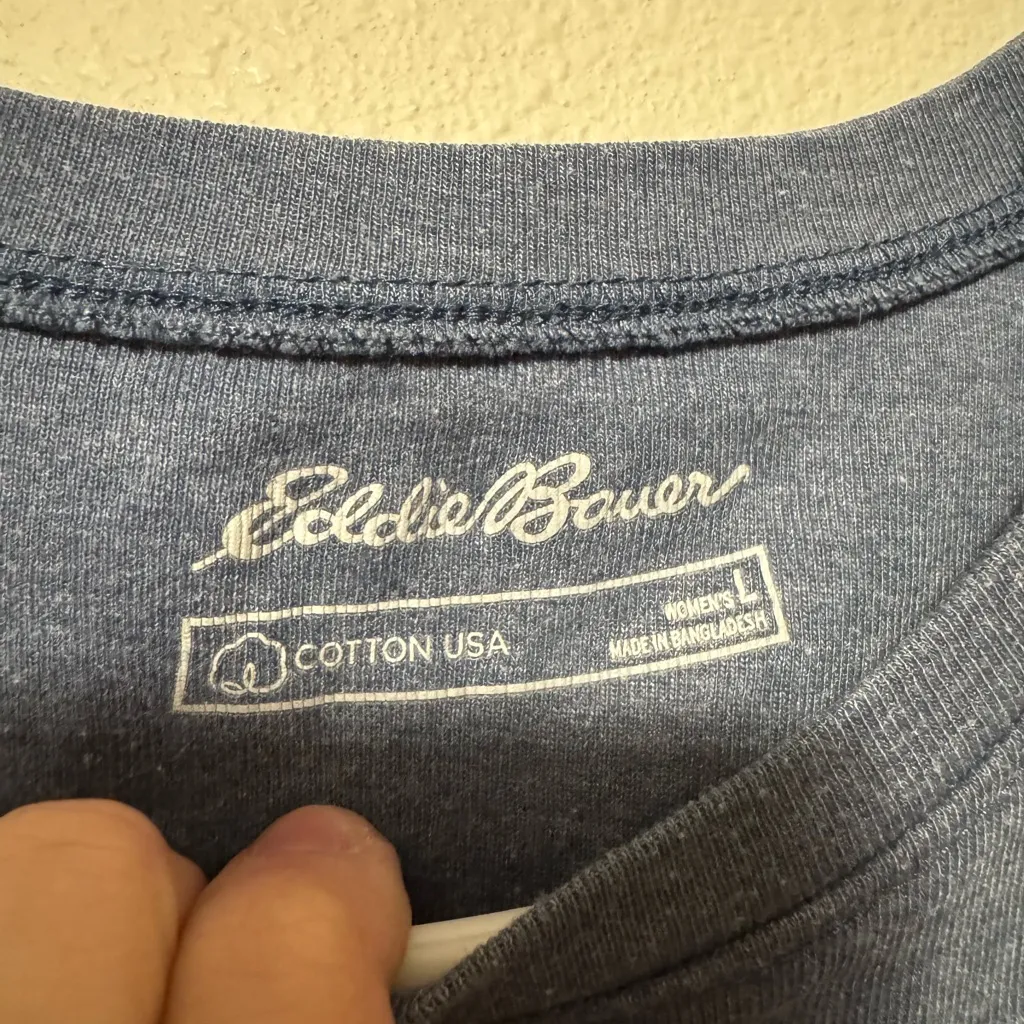 Eddie Bauer
COTTON USA
WOMEN'S L
MADE IN BANGLADESH